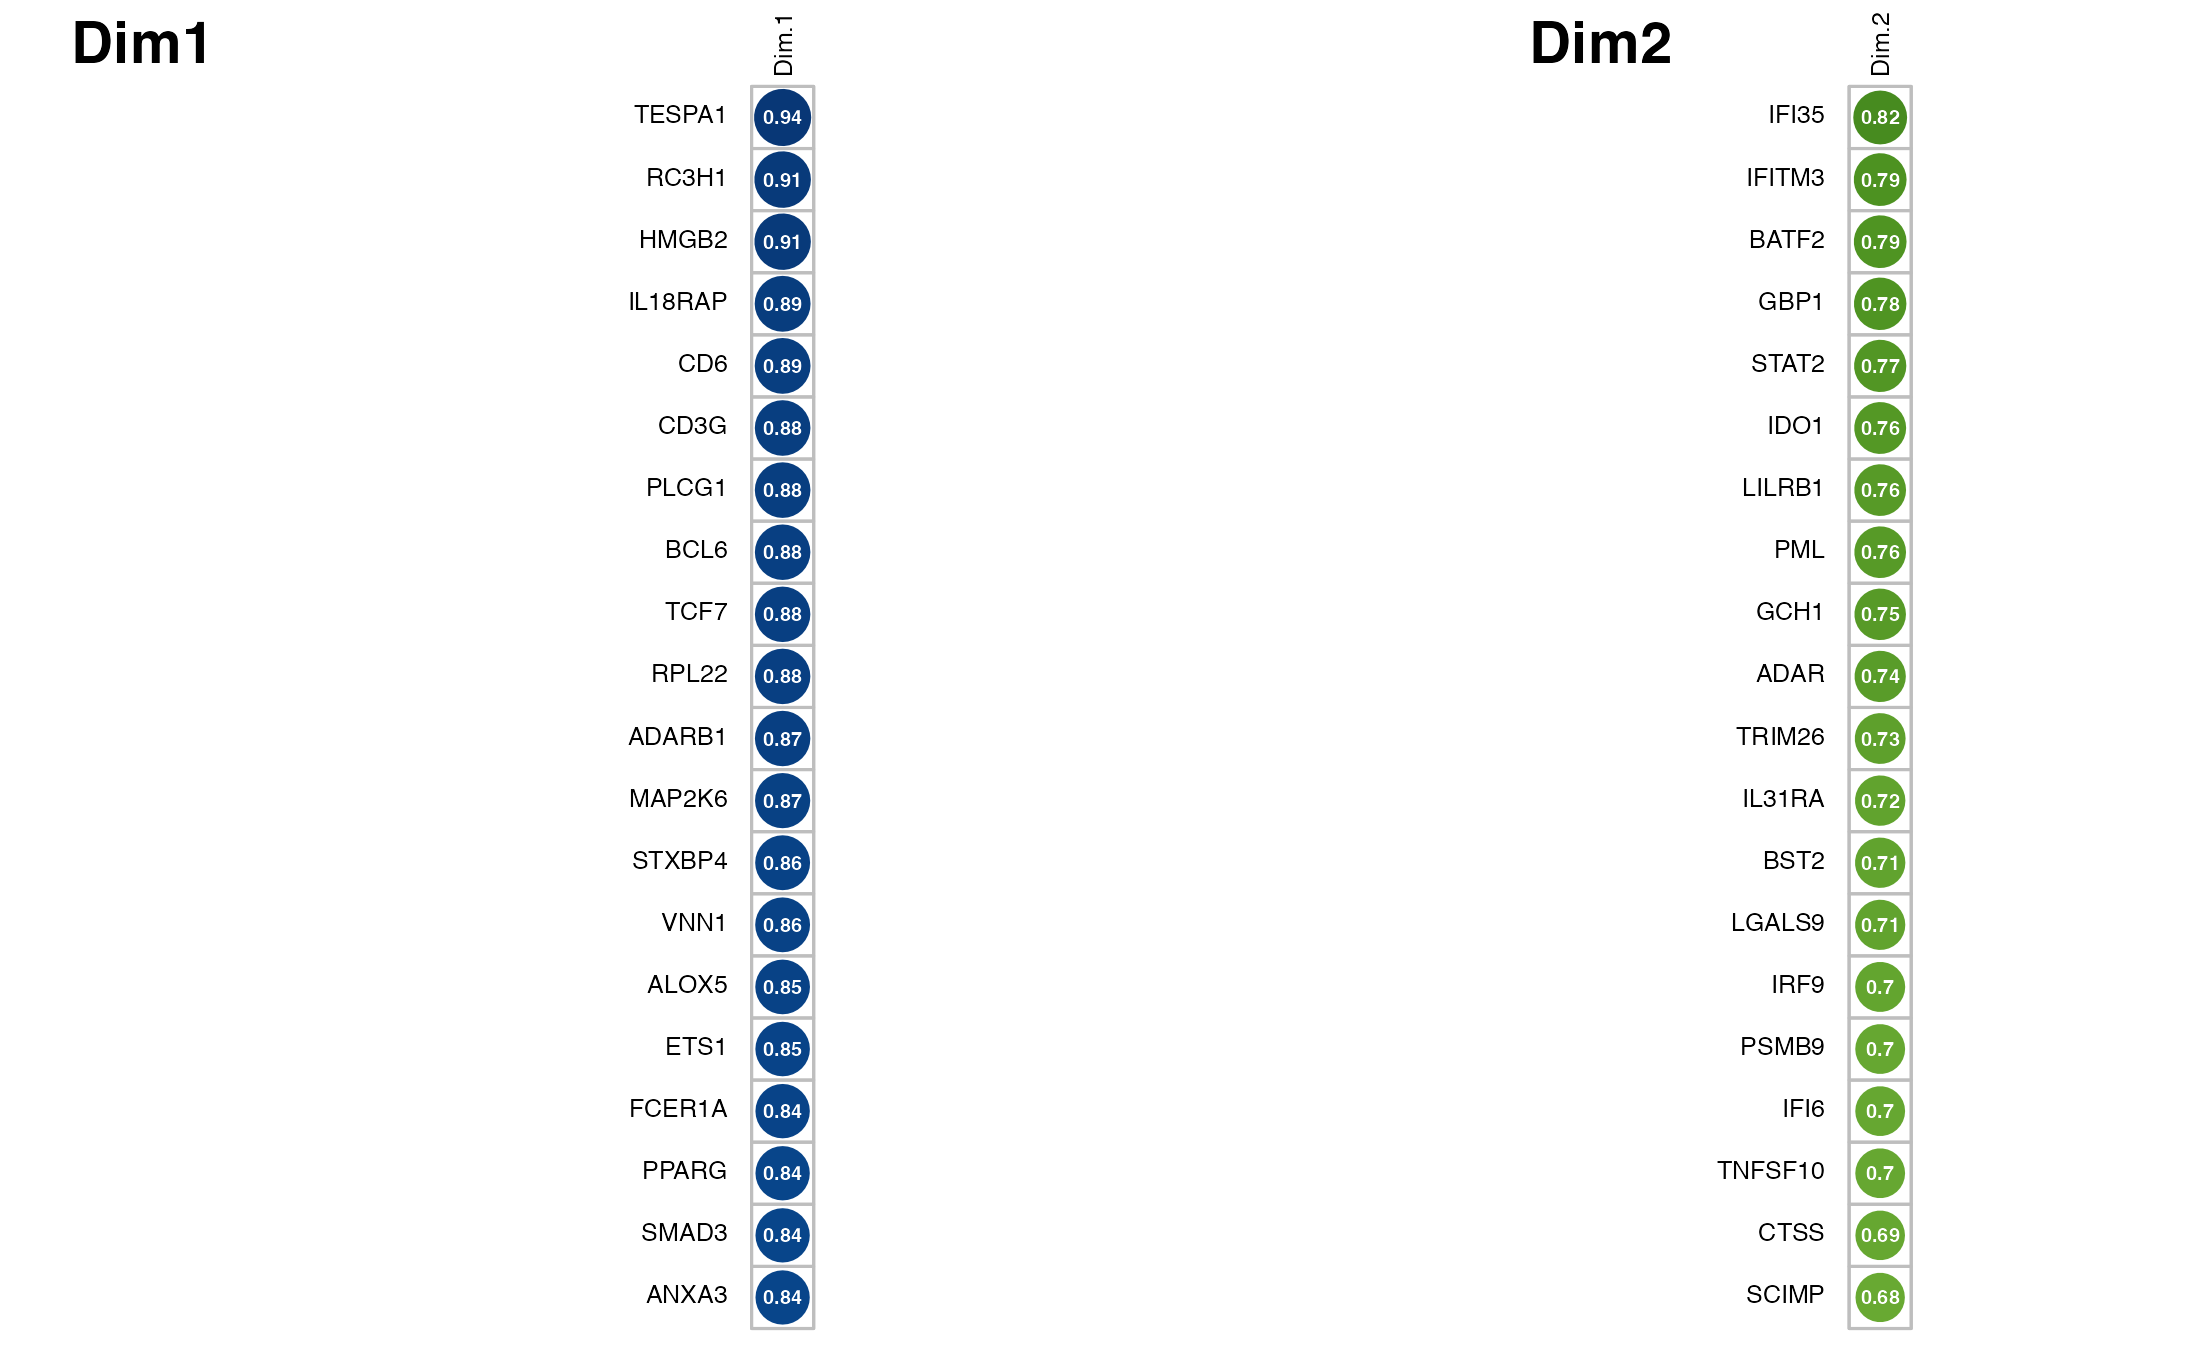 Dim1
Dim.1
TESPA1 0.94
RC3H1 0.91
HMGB2 0.91
IL18RAP 0.89
CD6 0.89
CD3G 0.88
PLCG1 0.88
BCL6 0.88
TCF7 0.88
RPL22 0.88
ADARB1 0.87
MAP2K6 0.87
STXBP4 0.86
VNN1 0.86
ALOX5 0.85
ETS1 0.85
FCER1A 0.84
PPARG 0.84
SMAD3 0.84
ANXA3 0.84
Dim2
Dim.2
IFI35 0.82
IFITM3 0.79
BATF2 0.79
GBP1 0.78
STAT2 0.77
IDO1 0.76
LILRB1 0.76
PML 0.76
GCH1 0.75
ADAR 0.74
TRIM26 0.73
IL31RA 0.72
BST2 0.71
LGALS9 0.71
IRF9 0.7
PSMB9 0.7
IFI6 0.7
TNFSF10 0.7
CTSS 0.69
SCIMP 0.68